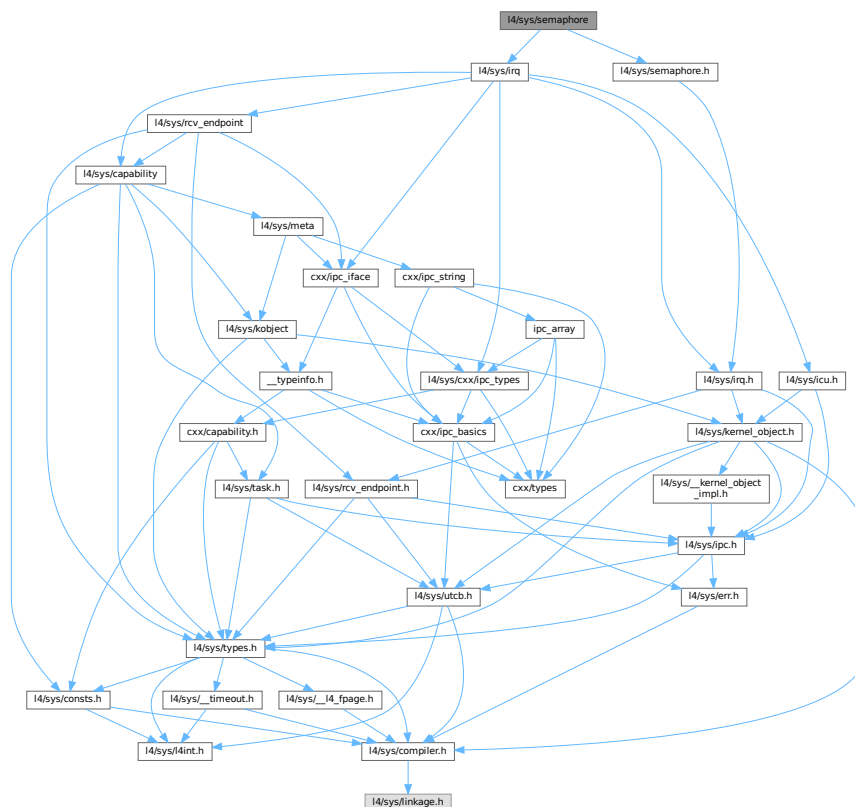 l4/sys/semaphore
l4/sys/irq
l4/sys/semaphore.h
l4/sys/rcv_endpoint
l4/sys/capability
l4/sys/meta
cxx/ipc_iface
cxx/ipc_string
l4/sys/kobject
ipc_array
__typeinfo.h
l4/sys/cxx/ipc_types
l4/sys/irq.h
l4/sys/icu.h
cxx/capability.h
cxx/ipc_basics
l4/sys/kernel_object.h
l4/sys/task.h
l4/sys/rcv_endpoint.h
cxx/types
l4/sys/__kernel_object
_impl.h
l4/sys/ipc.h
l4/sys/utcb.h
l4/sys/err.h
l4/sys/types.h
l4/sys/consts.h
l4/sys/__timeout.h
l4/sys/__l4_fpage.h
l4/sys/l4int.h
l4/sys/compiler.h
l4/sys/linkage.h